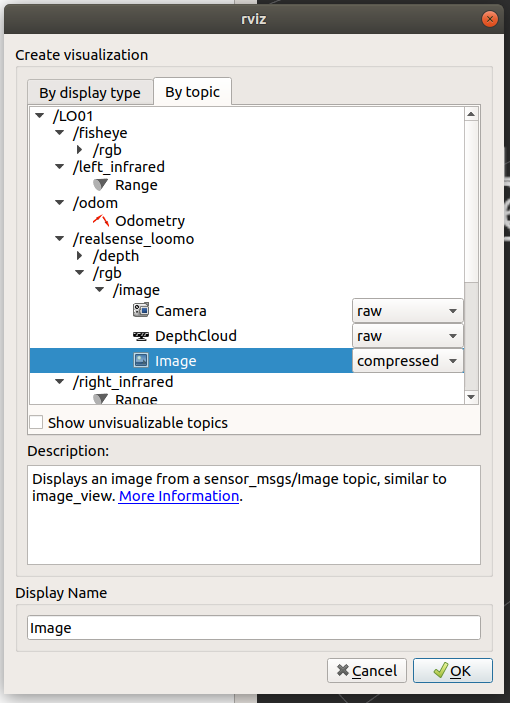 rviz
Create visualization
By display type
By topic
/LO01
/fisheye
/rgb
/left_infrared
Range
/odom
Odometry
/realsense_loomo
/depth
/rgb
/image
Camera raw
DepthCloud raw
Image compressed
/right_infrared
Range
Show unvisualizable topics
Description:
Displays an image from a sensor_msgs/Image topic, similar to
image_view. More Information.
Display Name
Image
Cancel
OK